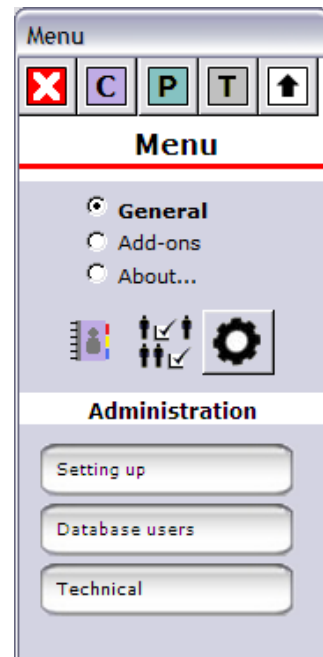 Menu
C P T
Menu
General
Add-ons
About...
Administration
Setting up
Database users
Technical